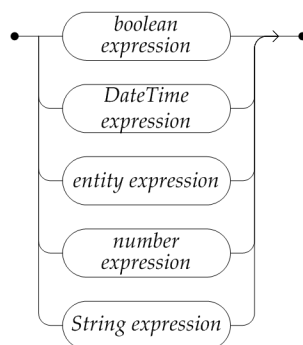 boolean
expression
DateTime
expression
entity expression
number
expression
String expression